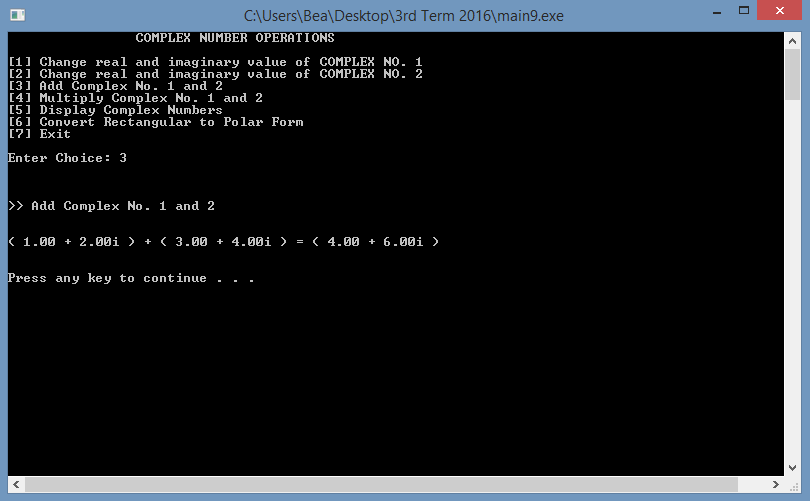 C:\Users\Bea\Desktop\3rd Term 2016\main9.exe
COMPLEX NUMBER OPERATIONS
[1] Change real and imaginary value of COMPLEX NO. 1
[2] Change real and imaginary value of COMPLEX NO. 2
[3] Add Complex No. 1 and 2
[4] Multiply Complex No. 1 and 2
[5] Display Complex Numbers
[6] Convert Rectangular to Polar Form
[7] Exit
Enter Choice: 3
>> Add Complex No. 1 and 2
( 1.00 + 2.00i ) + ( 3.00 + 4.00i ) = ( 4.00 + 6.00i )
Press any key to continue . . .